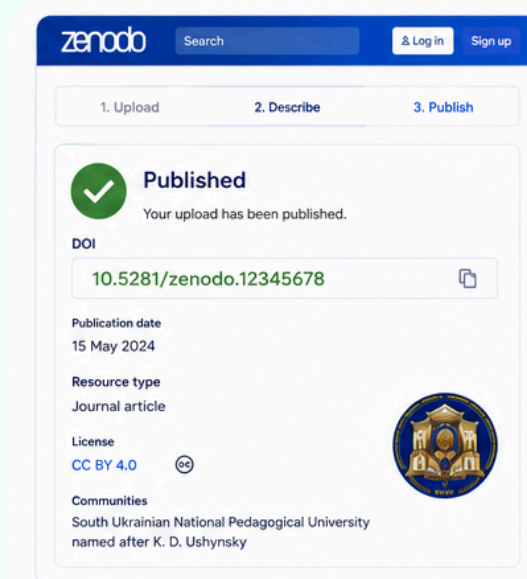 zenodo
Search
Log in
Sign up
1. Upload
2. Describe
3. Publish
Published
Your upload has been published.
DOI
10.5281/zenodo.12345678
Publication date
15 May 2024
Resource type
Journal article
License
CC BY 4.0
Communities
South Ukrainian National Pedagogical University
named after K. D. Ushynsky